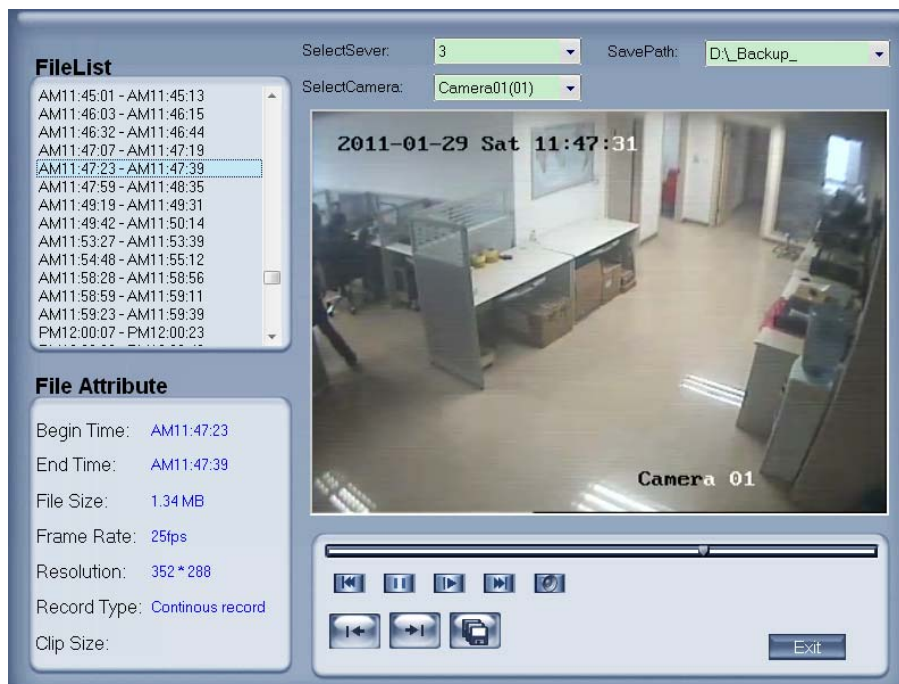 SelectSever: 3 SavePath: D:\_Backup_
FileList
SelectCamera: Camera01(01)
AM11:45:01 - AM11:45:13
AM11:46:03 - AM11:46:15
AM11:46:32 - AM11:46:44
AM11:47:07 - AM11:47:19
AM11:47:23 - AM11:47:39
AM11:47:59 - AM11:48:35
AM11:49:19 - AM11:49:31
AM11:49:42 - AM11:50:14
AM11:53:27 - AM11:53:39
AM11:54:48 - AM11:55:12
AM11:58:28 - AM11:58:56
AM11:58:59 - AM11:59:11
AM11:59:23 - AM11:59:39
PM12:00:07 - PM12:00:23
2011-01-29 Sat 11:47:31
Camera 01
File Attribute
Begin Time: AM11:47:23
End Time: AM11:47:39
File Size: 1.34 MB
Frame Rate: 25fps
Resolution: 352*288
Record Type: Continous record
Clip Size:
Exit